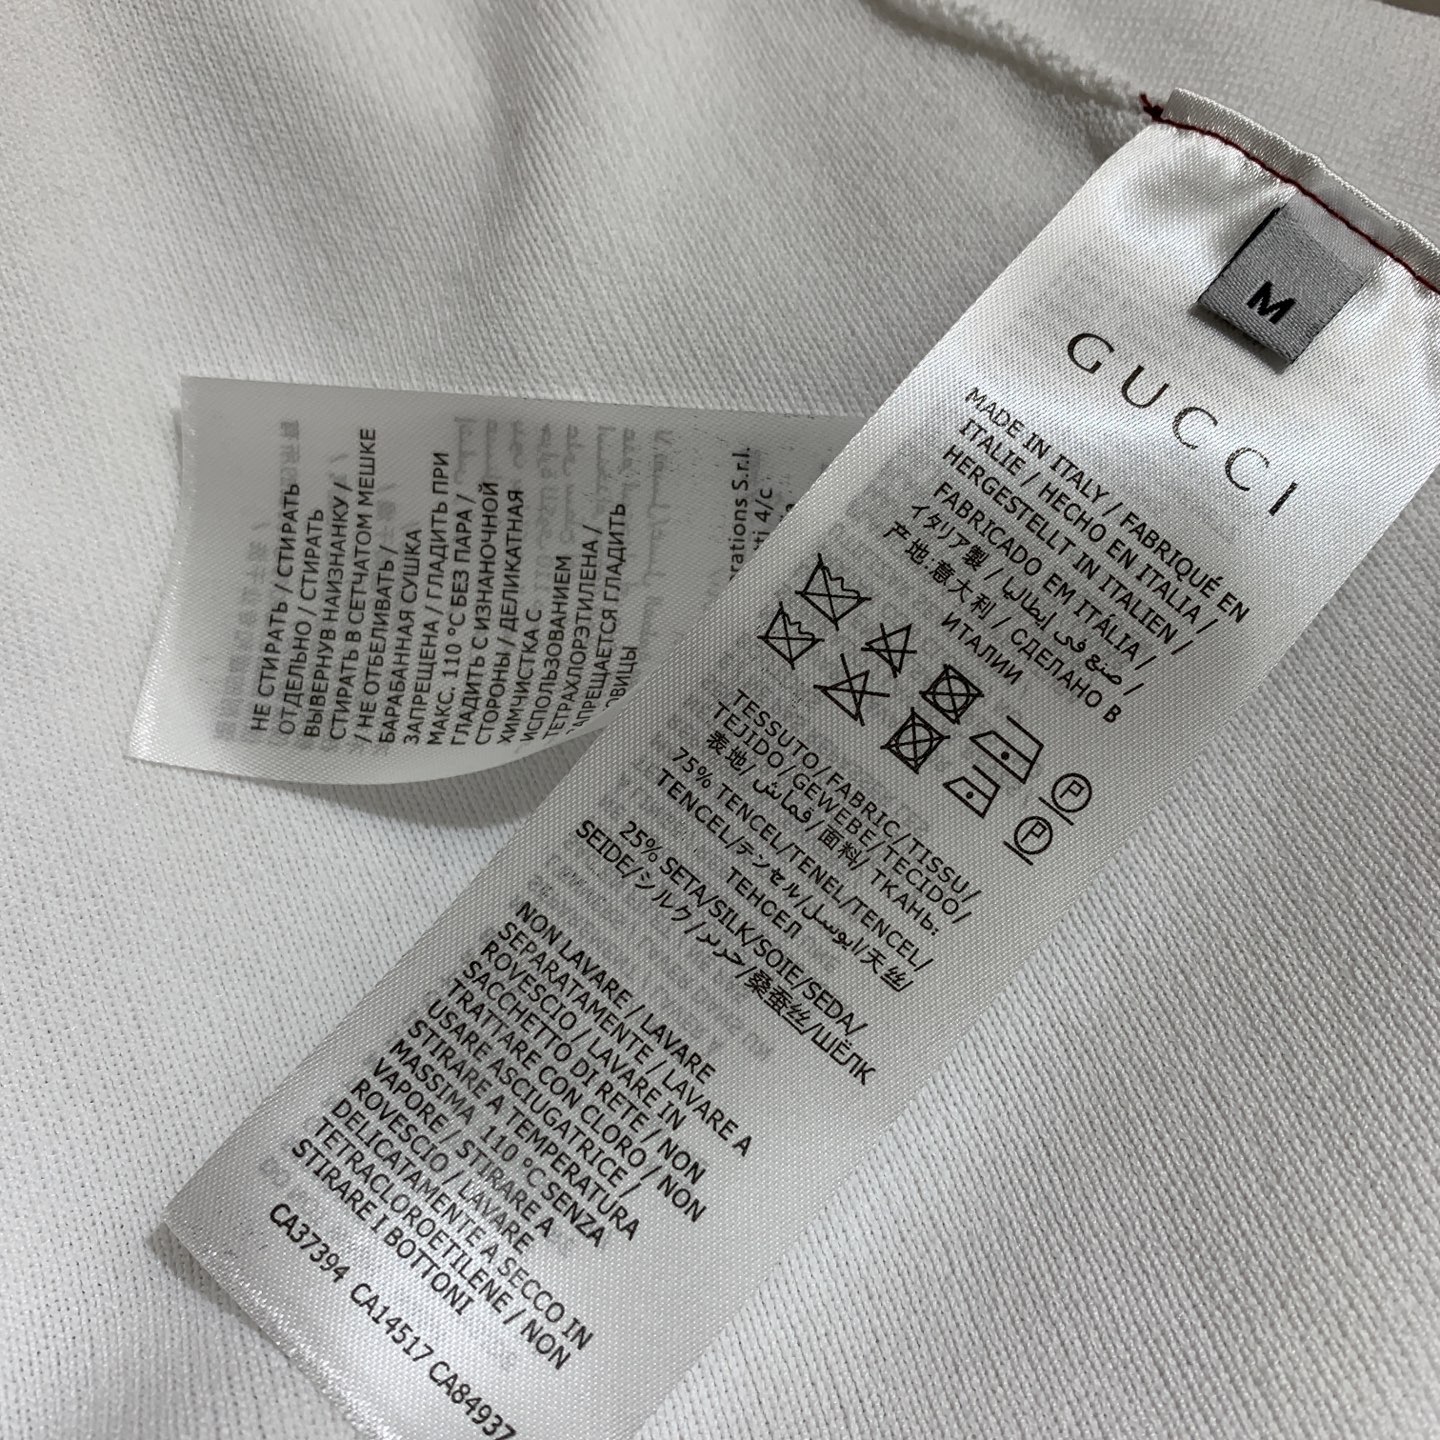 M
GUCCI
MADE IN ITALY / FABRIQUÉ EN
ITALIE / HECHO EN ITALIA /
HERGESTELLT IN ITALIEN /
FABRICADO EM ITÁLIA /
イタリア製 / صنع في إيطاليا /
产地:意大利 / СДЕЛАНО В
ИТАЛИИ
P
P
TESSUTO/FABRIC/TISSU/
TEJIDO/GEWEBE/TECIDO/
表地/قماش/面料/ТКАНЬ:
75% TENCEL/TENEL/TENCEL/
TENCEL/テンセル/ايوسل/天丝/
ТЕНСЕЛ
25% SETA/SILK/SOIE/SEDA/
SEIDE/シルク/حرير/桑蚕丝/ШЁЛК
NON LAVARE / LAVARE
SEPARATAMENTE / LAVARE A
ROVESCIO / LAVARE IN
SACCHETTO DI RETE / NON
TRATTARE CON CLORO / NON
USARE ASCIUGATRICE /
STIRARE A TEMPERATURA
MASSIMA 110 °C SENZA
VAPORE / STIRARE A
ROVESCIO / LAVARE
DELICATAMENTE A SECCO IN
TETRACLOROETILENE / NON
STIRARE I BOTTONI
CA37394 CA14517 CA84937
НЕ СТИРАТЬ / СТИРАТЬ
ОТДЕЛЬНО / СТИРАТЬ
ВЫВЕРНУВ НАИЗНАНКУ /
СТИРАТЬ В СЕТЧАТОМ МЕШКЕ
/ НЕ ОТБЕЛИВАТЬ /
БАРАБАННАЯ СУШКА
ЗАПРЕЩЕНА / ГЛАДИТЬ ПРИ
МАКС. 110 °C БЕЗ ПАРА /
ГЛАДИТЬ С ИЗНАНОЧНОЙ
СТОРОНЫ / ДЕЛИКАТНАЯ
ХИМЧИСТКА С
ИСПОЛЬЗОВАНИЕМ
ТЕТРАХЛОРЭТИЛЕНА /
ЗАПРЕЩАЕТСЯ ГЛАДИТЬ
ОВИЦЫ
rations S.r.l.
ti 4/c